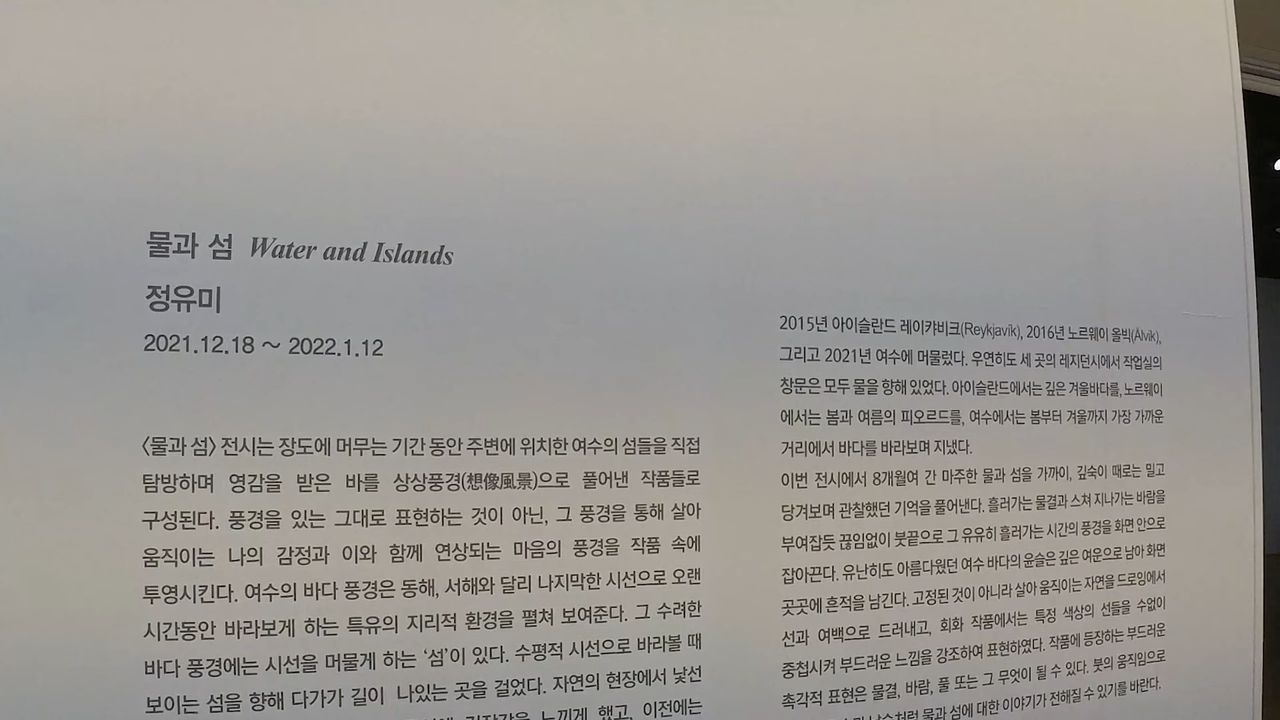 물과 섬 Water and Islands
정유미
2021.12.18 ~ 2022.1.12
<물과 섬> 전시는 장도에 머무는 기간 동안 주변에 위치한 여수의 섬들을 직접
탐방하며 영감을 받은 바를 상상풍경(想像風景)으로 풀어낸 작품들로
구성된다. 풍경을 있는 그대로 표현하는 것이 아닌, 그 풍경을 통해 살아
움직이는 나의 감정과 이와 함께 연상되는 마음의 풍경을 작품 속에
투영시킨다. 여수의 바다 풍경은 동해, 서해와 달리 나지막한 시선으로 오랜
시간동안 바라보게 하는 특유의 지리적 환경을 펼쳐 보여준다. 그 수려한
바다 풍경에는 시선을 머물게 하는 ‘섬’이 있다. 수평적 시선으로 바라볼 때
보이는 섬을 향해 다가가 길이 나있는 곳을 걸었다. 자연의 현장에서 낯선
긴장감을 느끼게 했고, 이전에는
2015년 아이슬란드 레이캬비크(Reykjavík), 2016년 노르웨이 올빅(Ålvik),
그리고 2021년 여수에 머물렀다. 우연히도 세 곳의 레지던시에서 작업실의
창문은 모두 물을 향해 있었다. 아이슬란드에서는 깊은 겨울바다를, 노르웨이
에서는 봄과 여름의 피오르드를, 여수에서는 봄부터 겨울까지 가장 가까운
거리에서 바다를 바라보며 지냈다.
이번 전시에서 8개월여 간 마주한 물과 섬을 가까이, 깊숙이 때로는 밀고
당겨보며 관찰했던 기억을 풀어낸다. 흘러가는 물결과 스쳐 지나가는 바람을
부여잡듯 끊임없이 붓끝으로 그 유유히 흘러가는 시간의 풍경을 화면 안으로
잡아끈다. 유난히도 아름다웠던 여수 바다의 윤슬은 깊은 여운으로 남아 화면
곳곳에 흔적을 남긴다. 고정된 것이 아니라 살아 움직이는 자연을 드로잉에서
선과 여백으로 드러내고, 회화 작품에서는 특정 색상의 선들을 수없이
중첩시켜 부드러운 느낌을 강조하여 표현하였다. 작품에 등장하는 부드러운
촉각적 표현은 물결, 바람, 풀 또는 그 무엇이 될 수 있다. 붓의 움직임으로
물과 섬에 대한 이야기가 전해질 수 있기를 바란다.